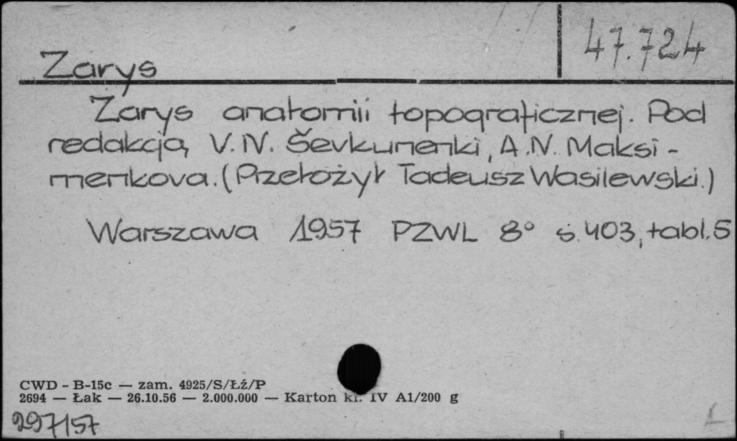 47.724
Zarys
Zarys anatomii topograficznej. Pod
redakcją V.N. Ševkunenki, A.N. Maksi-
menkova. (Przełożył Tadeusz Wasilewski.)
Warszawa 1957 PZWL 8° s.403, tabl.5
CWD - B-15c — zam. 4925/S/Łź/P
2694 — Łak — 26.10.56 — 2.000.000 — Karton kl. IV A1/200 g
297157